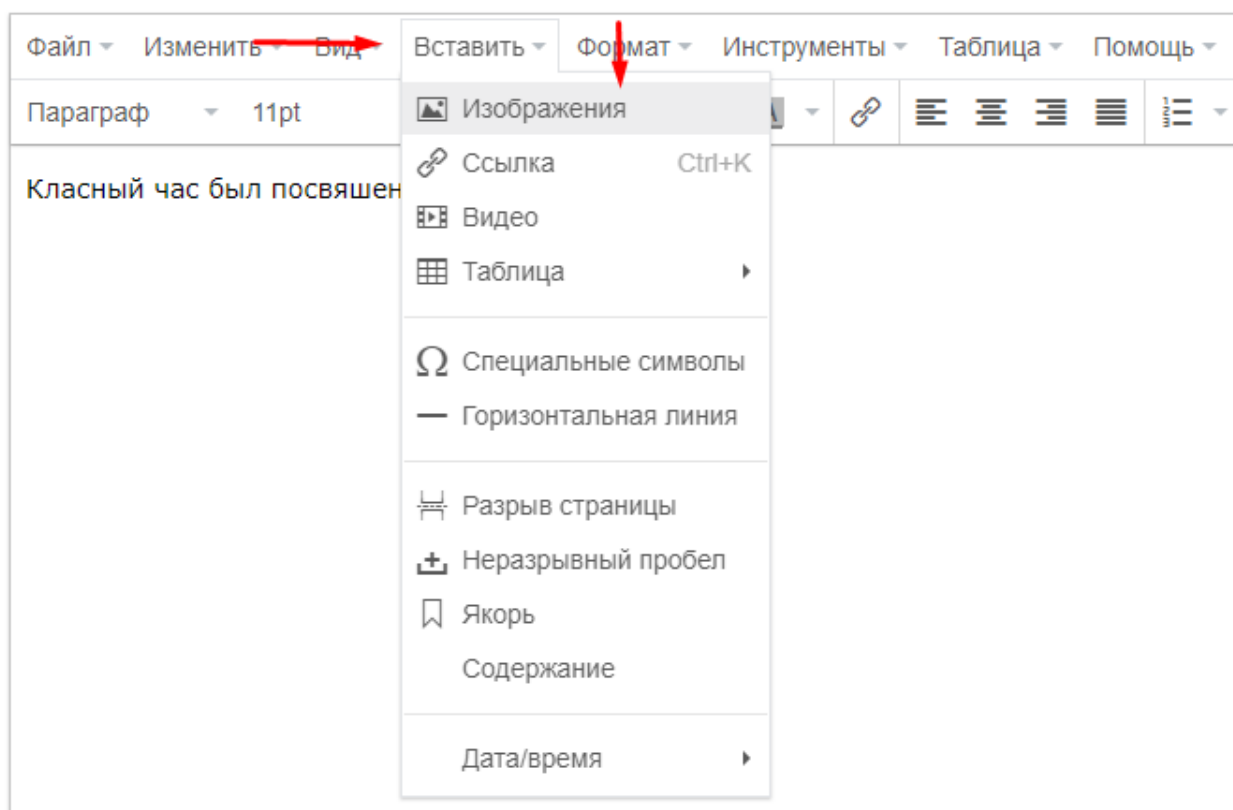 Файл Изменить Вид Вставить Формат Инструменты Таблица Помощь
Параграф 11pt
Класный час был посвяшен
Изображения
Ссылка Ctrl+K
Видео
Таблица
Специальные символы
Горизонтальная линия
Разрыв страницы
Неразрывный пробел
Якорь
Содержание
Дата/время